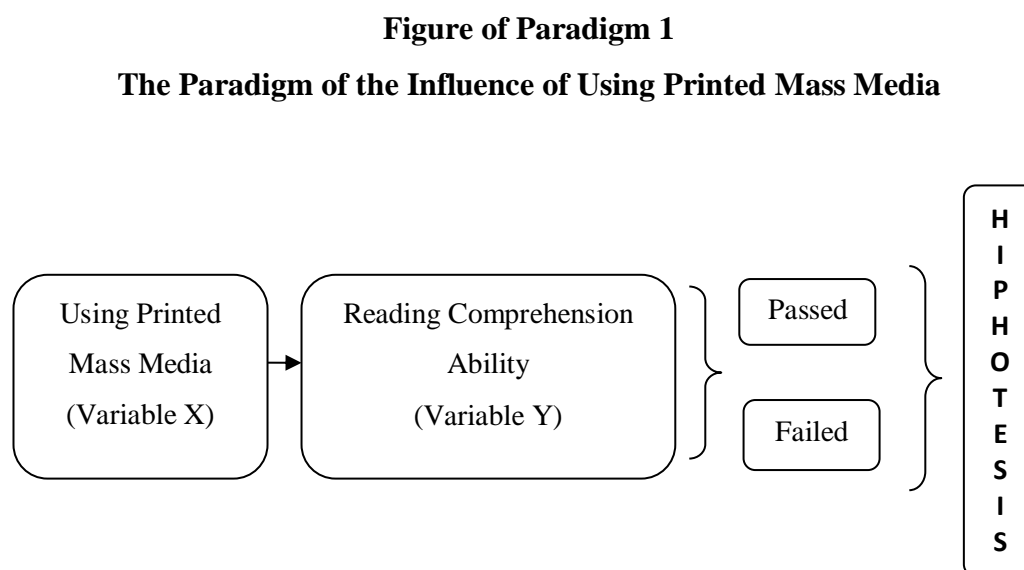 Figure of Paradigm 1
The Paradigm of the Influence of Using Printed Mass Media
Using Printed
Mass Media
(Variable X)
Reading Comprehension
Ability
(Variable Y)
Passed
Failed
H
I
P
H
O
T
E
S
I
S